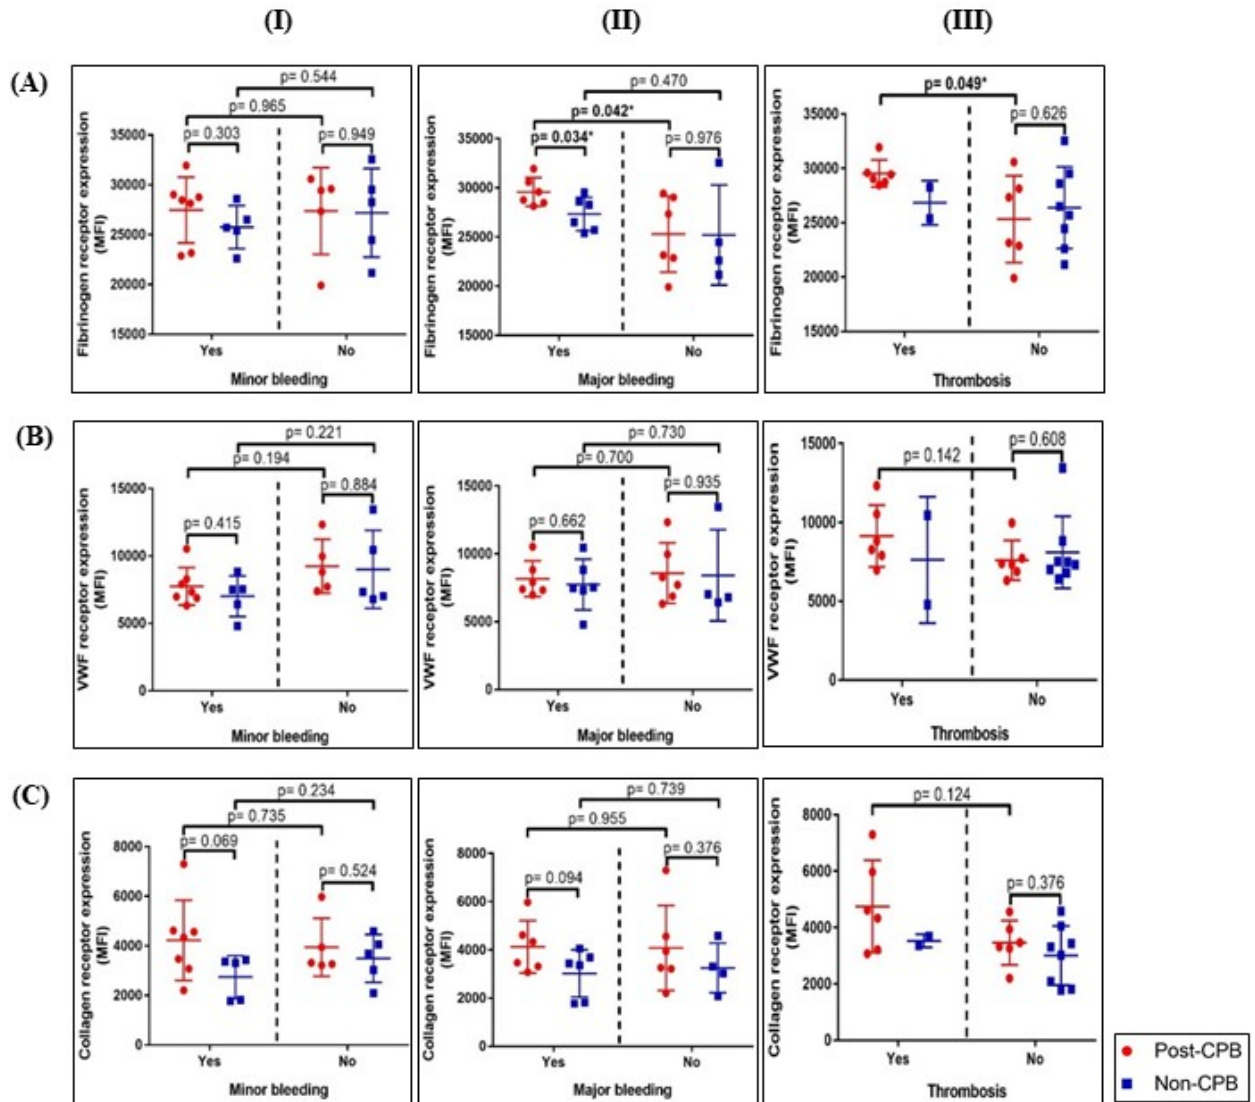 (I)
(II)
(III)
(A)
p= 0.544
p= 0.965
p= 0.303
p= 0.949
35000
30000
25000
20000
15000
Fibrinogen receptor expression
(MFI)
Yes
No
Minor bleeding
p= 0.470
p= 0.042*
p= 0.034*
p= 0.976
35000
30000
25000
20000
15000
Fibrinogen receptor expression
(MFI)
Yes
No
Major bleeding
p= 0.049*
p= 0.626
35000
30000
25000
20000
15000
Fibrinogen receptor expression
(MFI)
Yes
No
Thrombosis
(B)
p= 0.221
p= 0.194
p= 0.884
p= 0.415
15000
10000
5000
0
VWF receptor expression
(MFI)
Yes
No
Minor bleeding
p= 0.730
p= 0.700
p= 0.935
p= 0.662
15000
10000
5000
0
VWF receptor expression
(MFI)
Yes
No
Major bleeding
p= 0.608
p= 0.142
15000
10000
5000
0
VWF receptor expression
(MFI)
Yes
No
Thrombosis
(C)
p= 0.234
p= 0.735
p= 0.069
p= 0.524
8000
6000
4000
2000
0
Collagen receptor expression
(MFI)
Yes
No
Minor bleeding
p= 0.739
p= 0.955
p= 0.376
p= 0.094
8000
6000
4000
2000
0
Collagen receptor expression
(MFI)
Yes
No
Major bleeding
p= 0.124
p= 0.376
8000
6000
4000
2000
0
Collagen receptor expression
(MFI)
Yes
No
Thrombosis
Post-CPB
Non-CPB